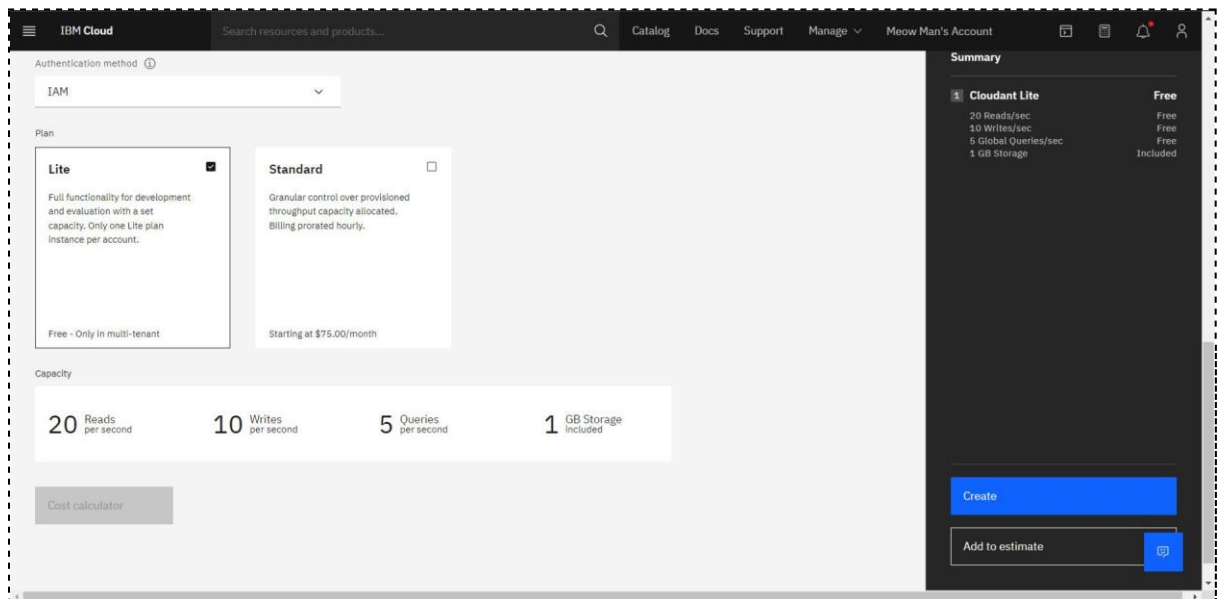 IBM Cloud
Search resources and products...
Catalog
Docs
Support
Manage
Meow Man's Account
Authentication method
IAM
Plan
Lite
Full functionality for development
and evaluation with a set
capacity. Only one Lite plan
instance per account.
Free - Only in multi-tenant
Standard
Granular control over provisioned
throughput capacity allocated.
Billing prorated hourly.
Starting at $75.00/month
Capacity
20 Reads per second
10 Writes per second
5 Queries per second
1 GB Storage included
Cost calculator
Summary
1 Cloudant Lite Free
20 Reads/sec Free
10 Writes/sec Free
5 Global Queries/sec Free
1 GB Storage Included
Create
Add to estimate